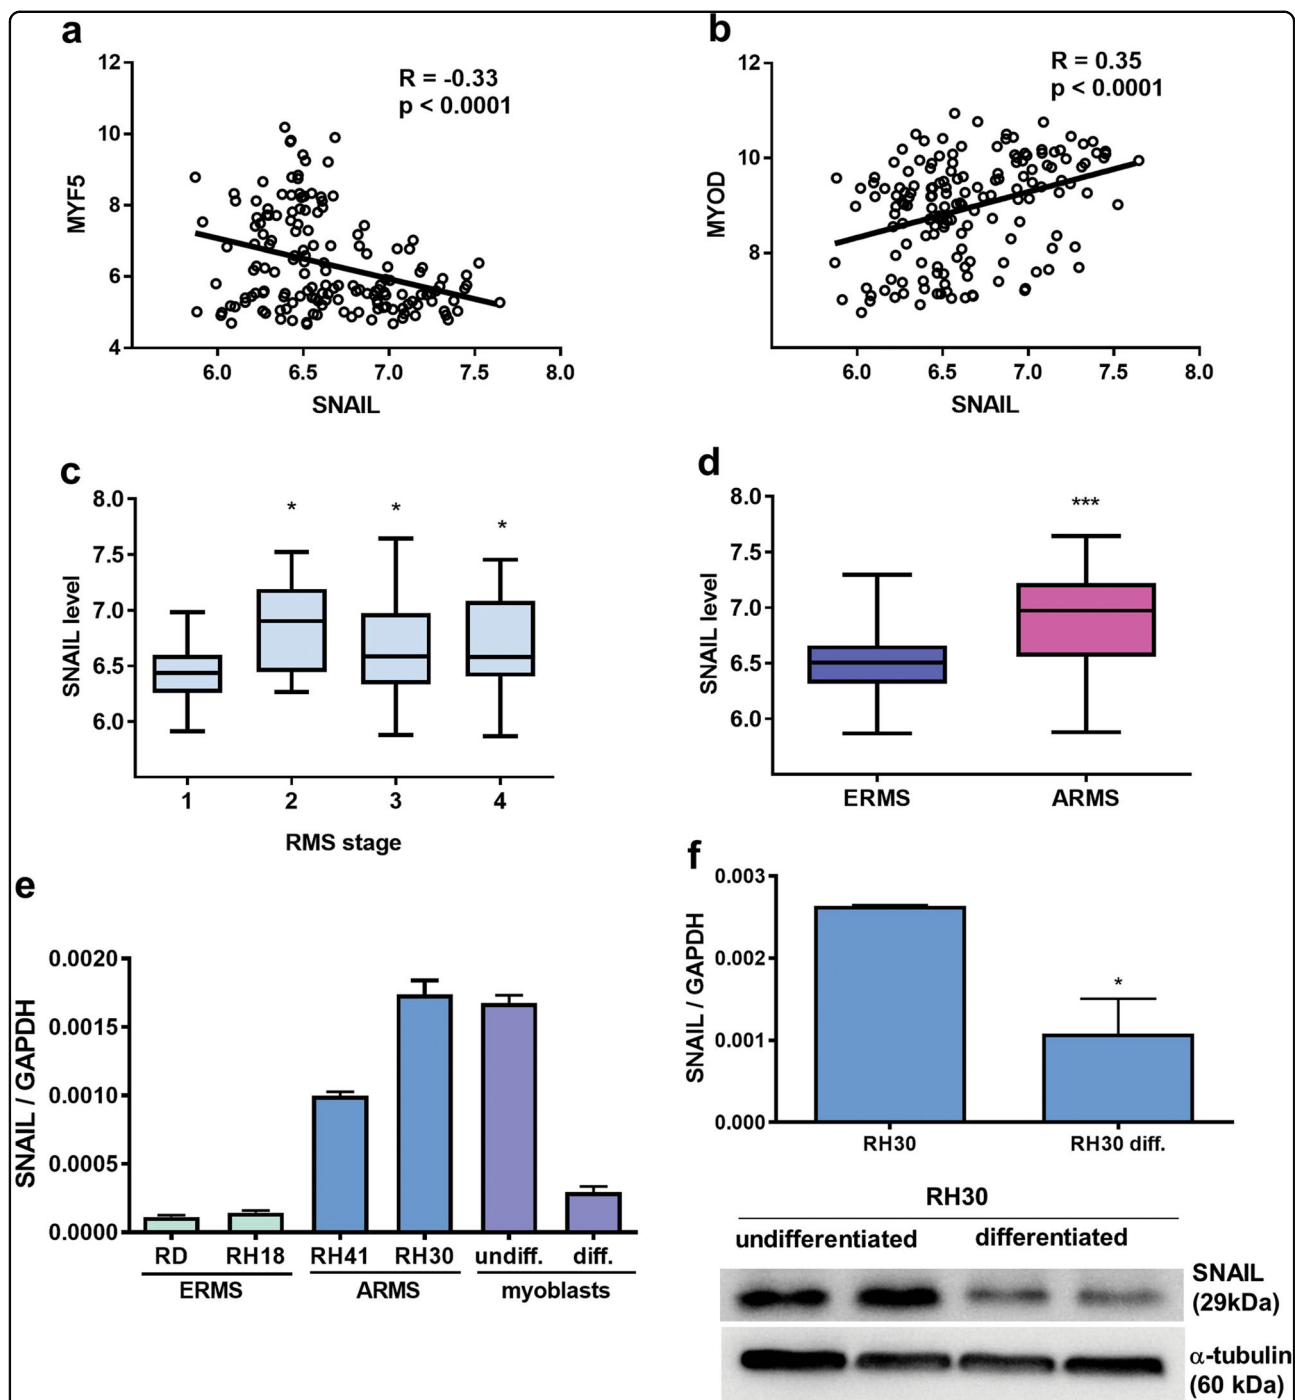 a
R = -0.33
p < 0.0001
MYF5
12
10
8
6
4
6.0 6.5 7.0 7.5 8.0
SNAIL
b
R = 0.35
p < 0.0001
MYOD
12
10
8
6.0 6.5 7.0 7.5 8.0
SNAIL
c
SNAIL level
8.0
7.5
7.0
6.5
6.0
* * *
1 2 3 4
RMS stage
d
SNAIL level
8.0
7.5
7.0
6.5
6.0
***
ERMS ARMS
e
SNAIL / GAPDH
0.0020
0.0015
0.0010
0.0005
0.0000
RD RH18 RH41 RH30 undiff. diff.
ERMS ARMS myoblasts
f
SNAIL / GAPDH
0.003
0.002
0.001
0.000
*
RH30 RH30 diff.
RH30
undifferentiated differentiated
SNAIL
(29kDa)
α-tubulin
(60 kDa)